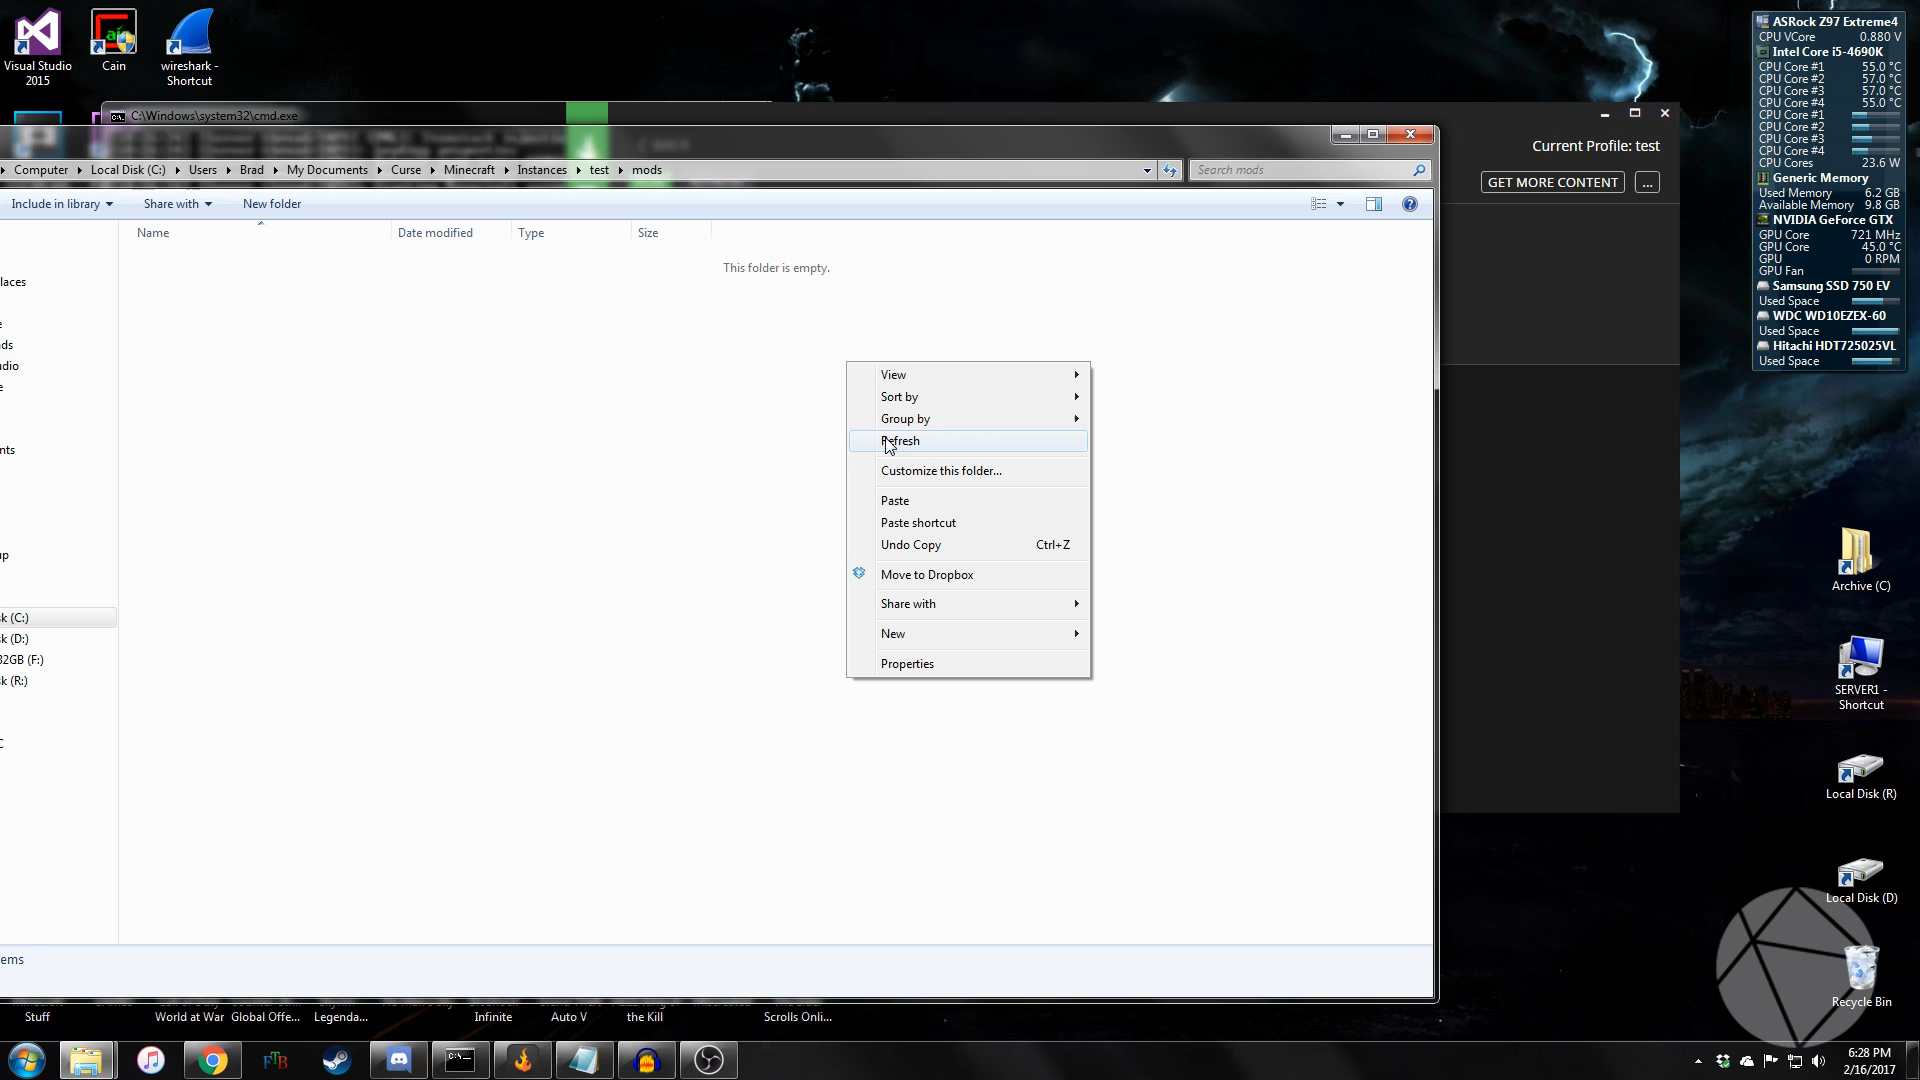 Visual Studio
2015
Cain
wireshark -
Shortcut
C:\Windows\system32\cmd.exe
Current Profile: test
GET MORE CONTENT
...
Computer
Local Disk (C:)
Users
Brad
My Documents
Curse
Minecraft
Instances
test
mods
Search mods
Include in library
Share with
New folder
Name
Date modified
Type
Size
This folder is empty.
laces
e
ds
dio
e
nts
up
k (C:)
k (D:)
32GB (F:)
k (R:)
C
ems
View
Sort by
Group by
Refresh
Customize this folder...
Paste
Paste shortcut
Undo Copy Ctrl+Z
Move to Dropbox
Share with
New
Properties
ASRock Z97 Extreme4
CPU VCore 0.880 V
Intel Core i5-4690K
CPU Core #1 55.0 °C
CPU Core #2 57.0 °C
CPU Core #3 57.0 °C
CPU Core #4 55.0 °C
CPU Core #1
CPU Core #2
CPU Core #3
CPU Core #4
CPU Cores 23.6 W
Generic Memory
Used Memory 6.2 GB
Available Memory 9.8 GB
NVIDIA GeForce GTX
GPU Core 721 MHz
GPU Core 45.0 °C
GPU 0 RPM
GPU Fan
Samsung SSD 750 EV
Used Space
WDC WD10EZEX-60
Used Space
Hitachi HDT725025VL
Used Space
Archive (C)
SERVER1 -
Shortcut
Local Disk (R)
Local Disk (D)
Recycle Bin
Stuff
World at War
Global Offe...
Legenda...
Infinite
Auto V
the Kill
Scrolls Onli...
FTB
C:\_
6:28 PM
2/16/2017